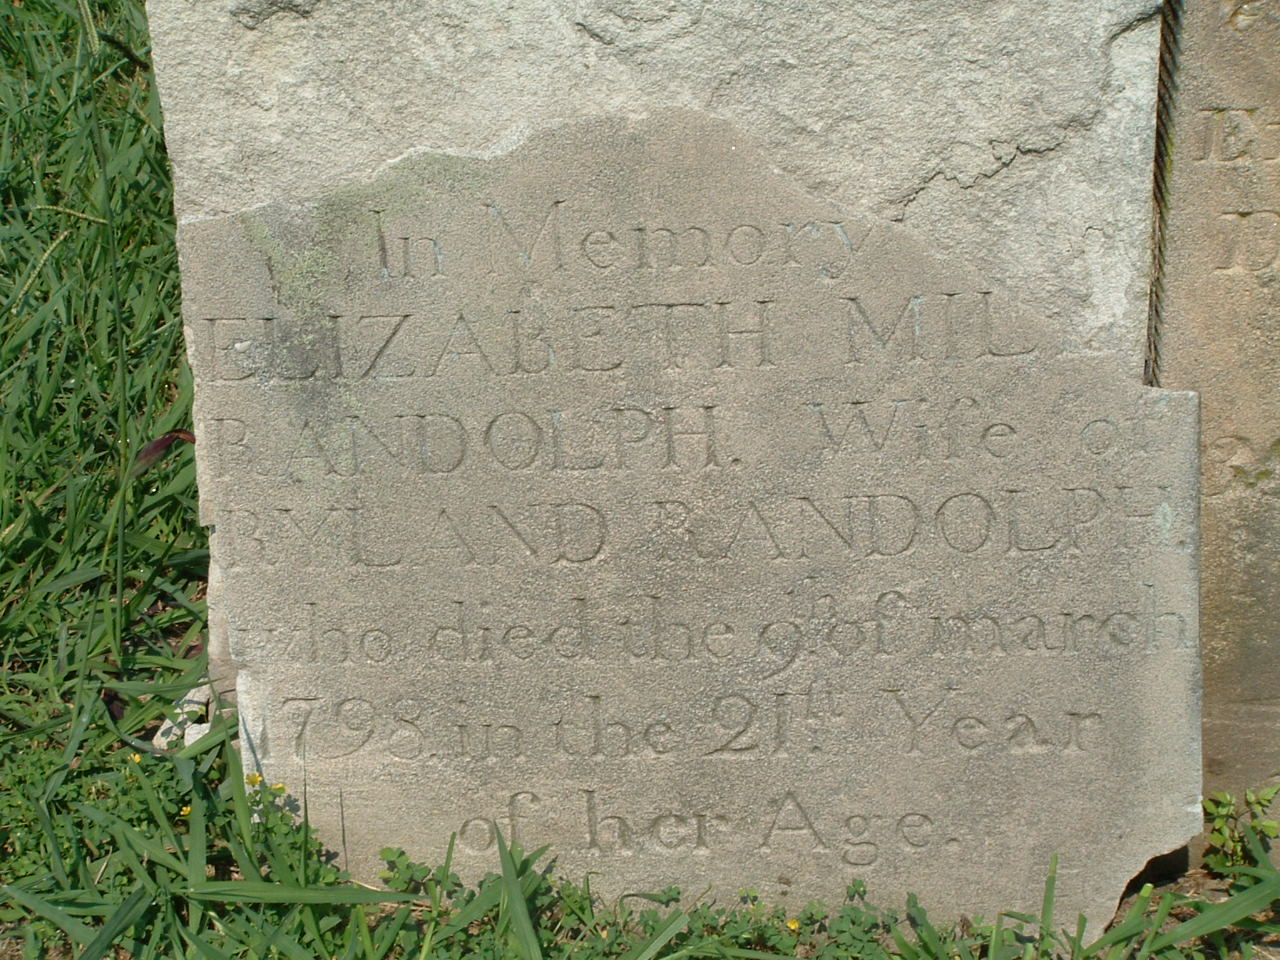 In Memory
ELIZABETH MIL
RANDOLPH. Wife of
RYLAND RANDOLPH
who died the 9th of march
1798 in the 21st. Year
of her Age.